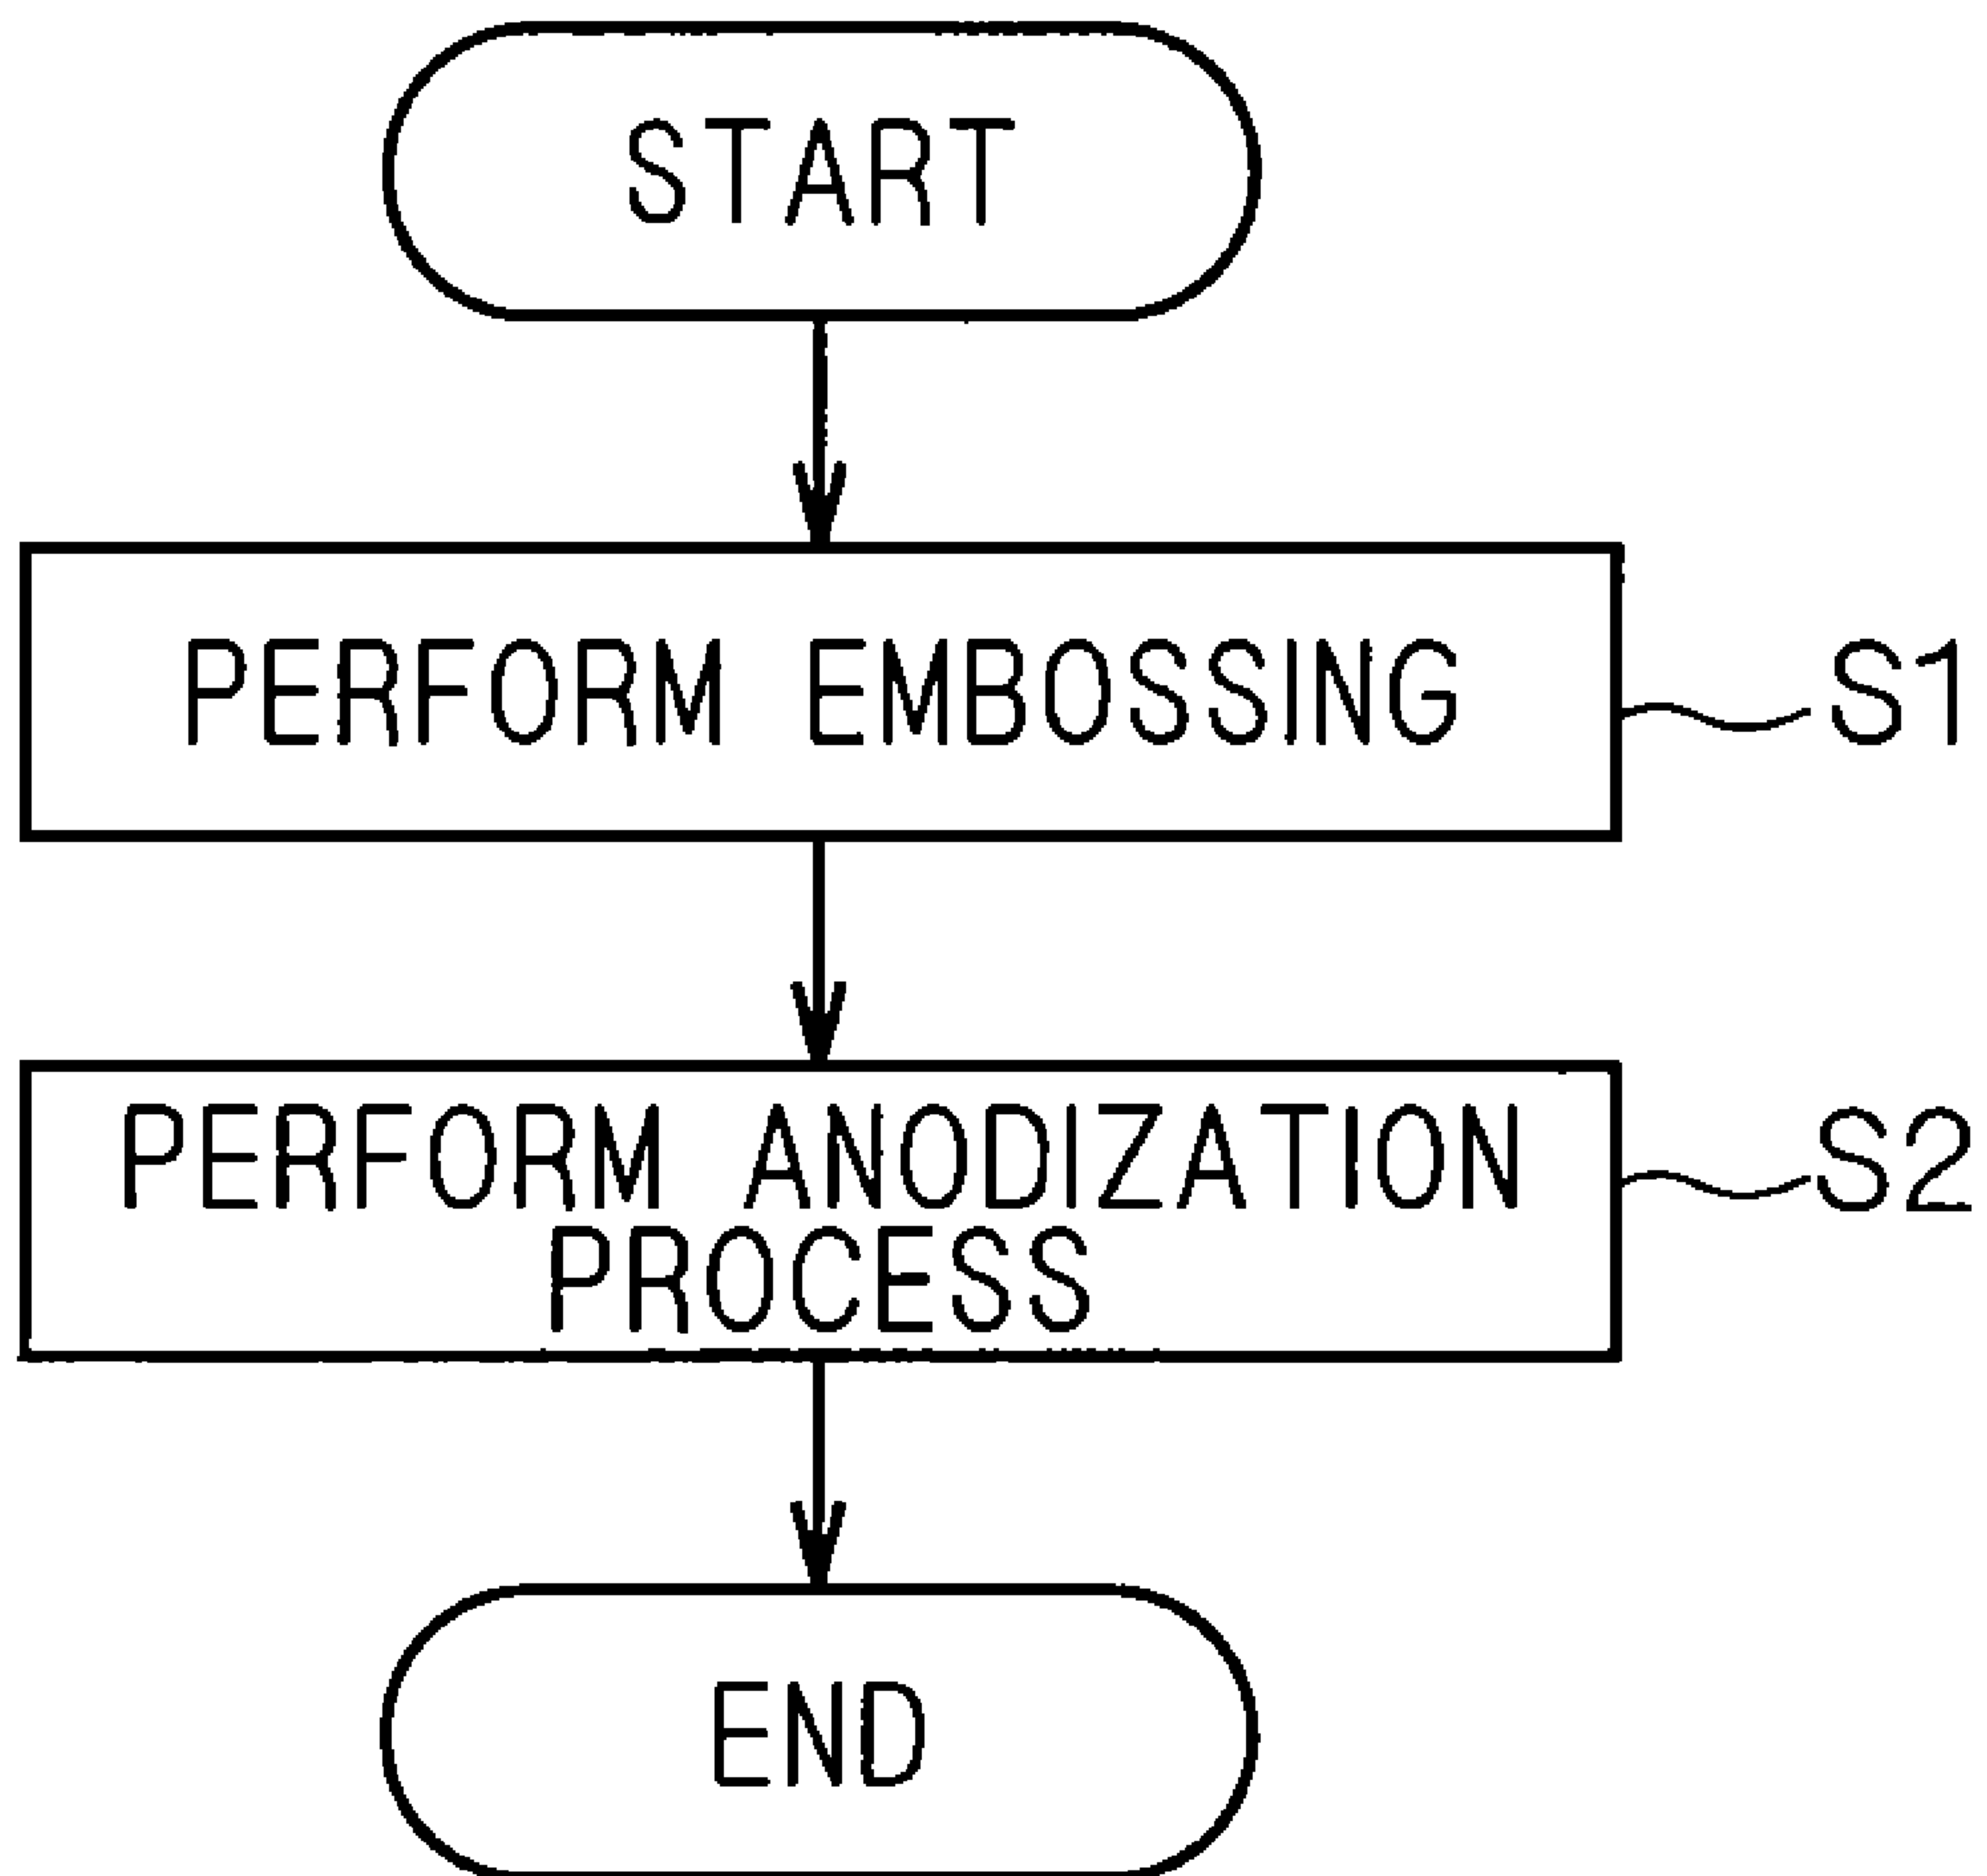 START
PERFORM EMBOSSING
S1
PERFORM ANODIZATION
PROCESS
S2
END